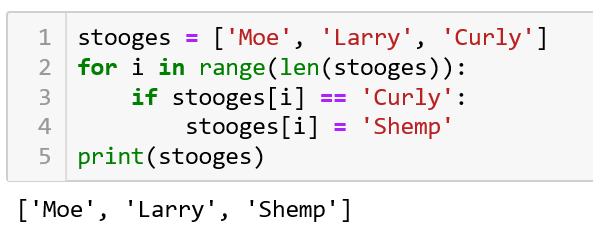 1 stooges = ['Moe', 'Larry', 'Curly']
2 for i in range(len(stooges)):
3     if stooges[i] == 'Curly':
4         stooges[i] = 'Shemp'
5 print(stooges)
['Moe', 'Larry', 'Shemp']